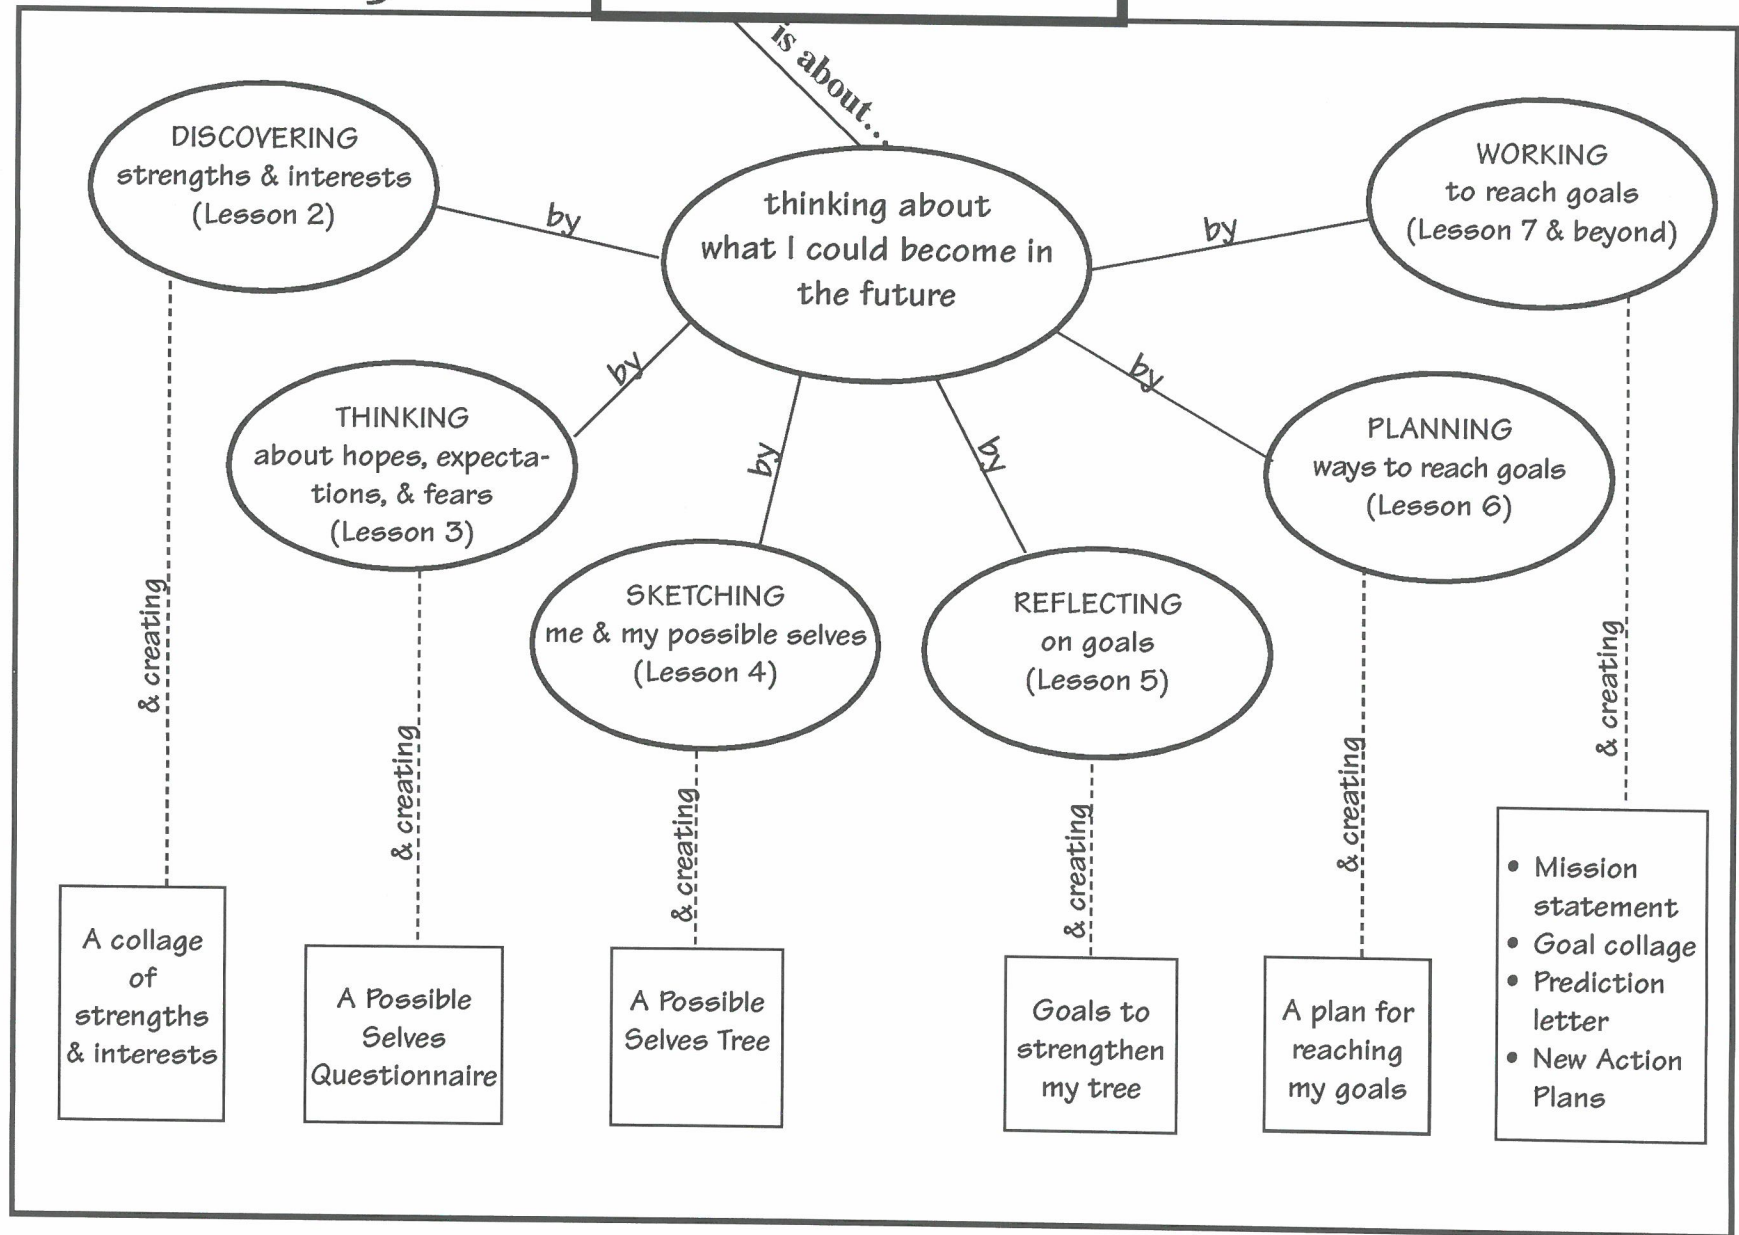 is about...
thinking about
what I could become in
the future
by
by
by
by
by
by
DISCOVERING
strengths & interests
(Lesson 2)
THINKING
about hopes, expecta-
tions, & fears
(Lesson 3)
SKETCHING
me & my possible selves
(Lesson 4)
REFLECTING
on goals
(Lesson 5)
PLANNING
ways to reach goals
(Lesson 6)
WORKING
to reach goals
(Lesson 7 & beyond)
& creating
& creating
& creating
& creating
& creating
& creating
A collage
of
strengths
& interests
A Possible
Selves
Questionnaire
A Possible
Selves Tree
Goals to
strengthen
my tree
A plan for
reaching
my goals
• Mission
statement
• Goal collage
• Prediction
letter
• New Action
Plans